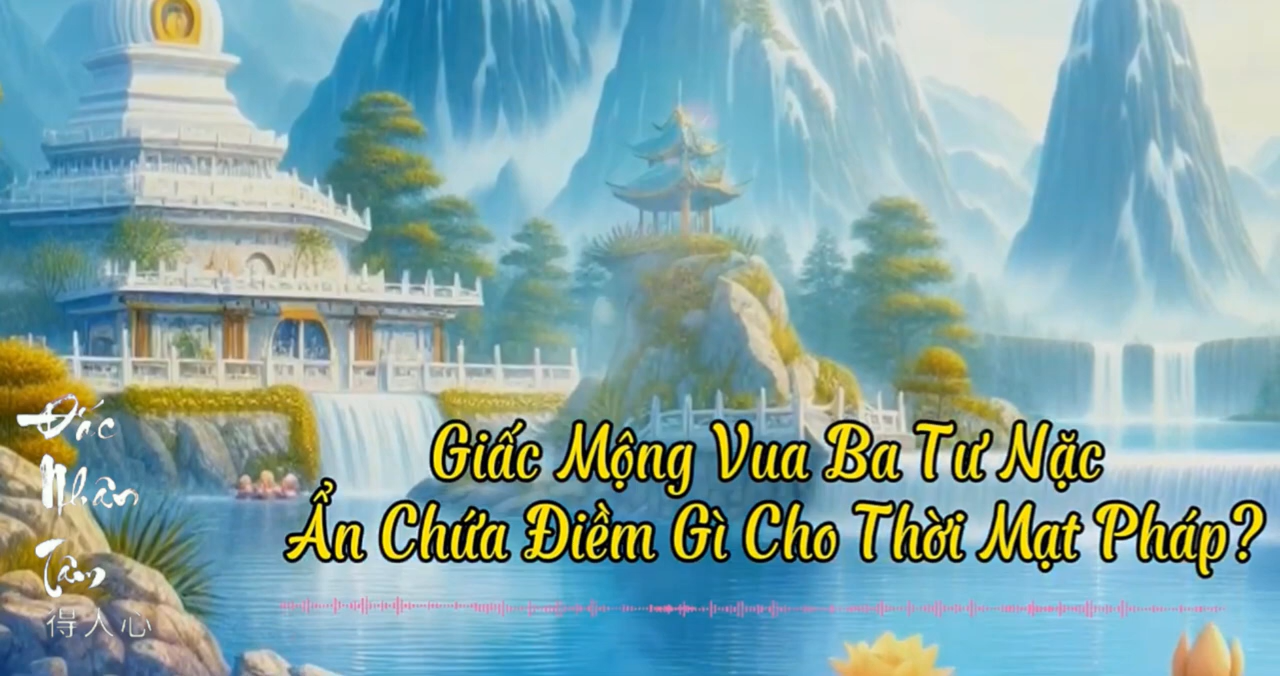 Giấc Mộng Vua Ba Tư Nặc
Ẩn Chứa Điềm Gì Cho Thời Mạt Pháp?
Đắc
Nhân
Tâm
得人心